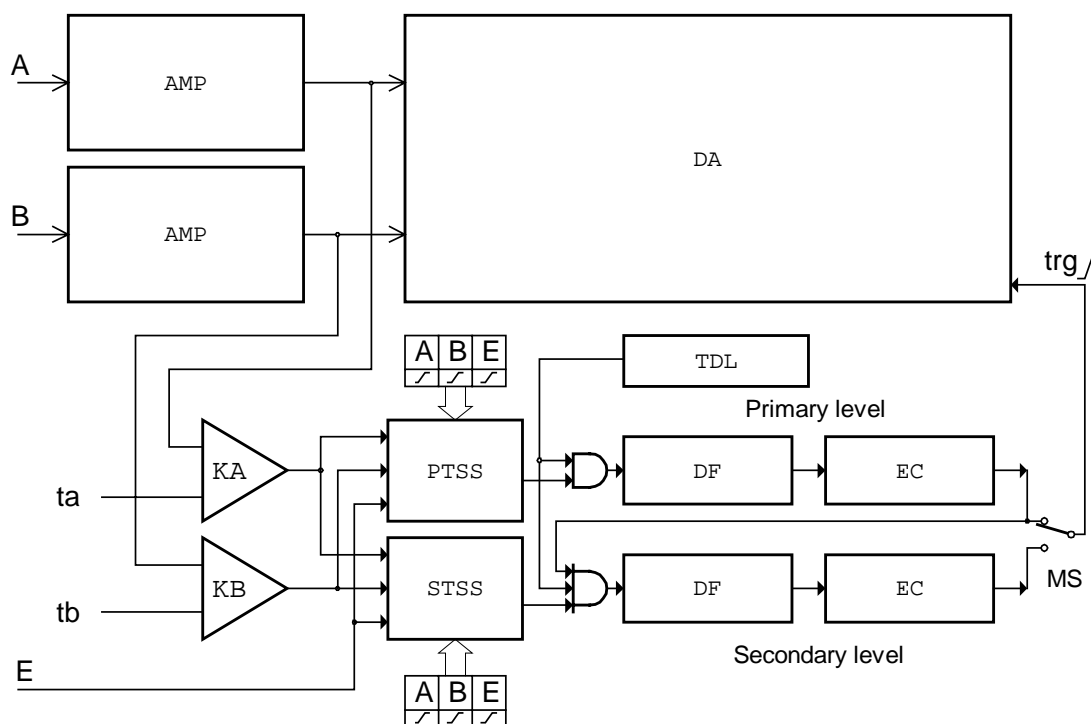 A
AMP
DA
B
AMP
trg
A B E
TDL
Primary level
KA
PTSS
DF
EC
ta
KB
STSS
DF
EC
MS
tb
Secondary level
E
A B E